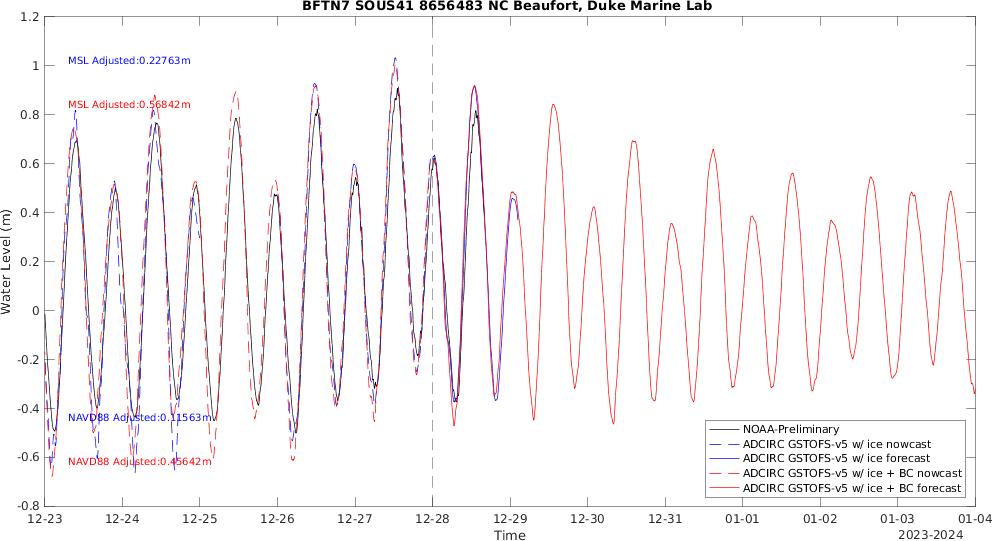 BFTN7 SOUS41 8656483 NC Beaufort, Duke Marine Lab
1.2
1
0.8
0.6
0.4
0.2
0
-0.2
-0.4
-0.6
-0.8
Water Level (m)
MSL Adjusted:0.22763m
MSL Adjusted:0.56842m
NAVD88 Adjusted:0.11563m
NAVD88 Adjusted:0.45642m
NOAA-Preliminary
ADCIRC GSTOFS-v5 w/ ice nowcast
ADCIRC GSTOFS-v5 w/ ice forecast
ADCIRC GSTOFS-v5 w/ ice + BC nowcast
ADCIRC GSTOFS-v5 w/ ice + BC forecast
12-23 12-24 12-25 12-26 12-27 12-28 12-29 12-30 12-31 01-01 01-02 01-03 01-04
Time
2023-2024